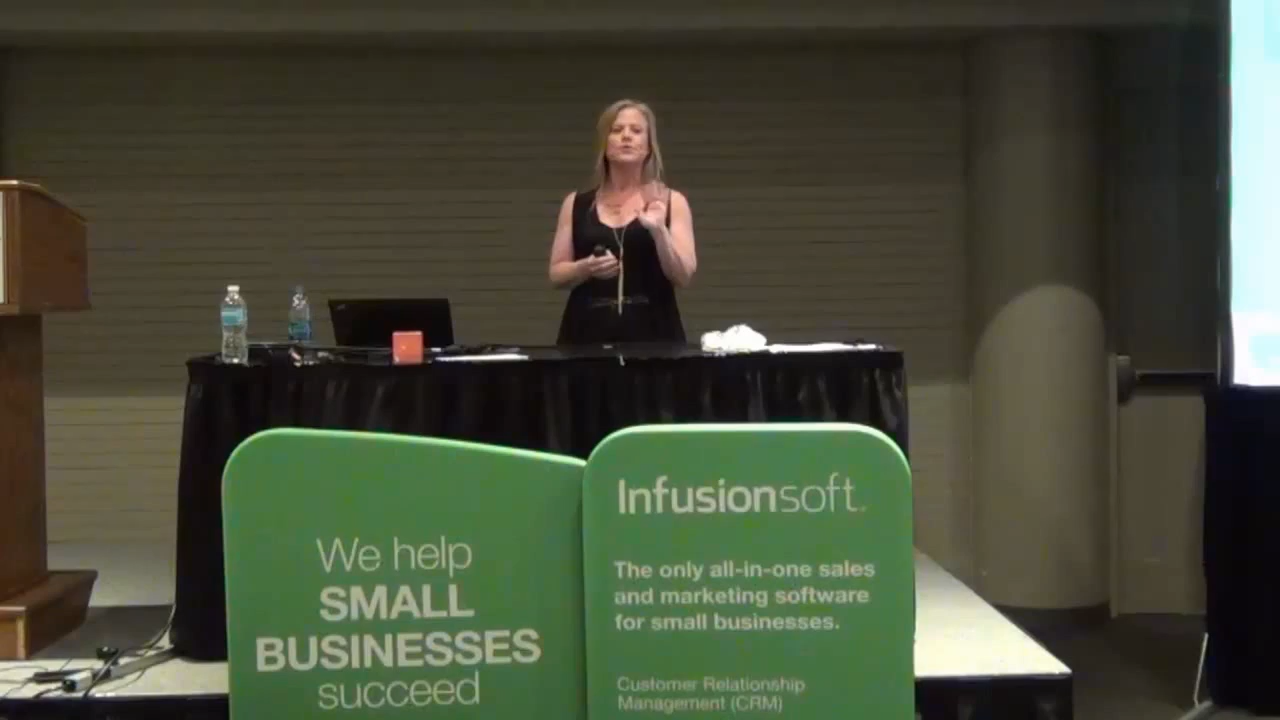 We help
SMALL
BUSINESSES
succeed
Infusionsoft.
The only all-in-one sales
and marketing software
for small businesses.
Customer Relationship
Management (CRM)